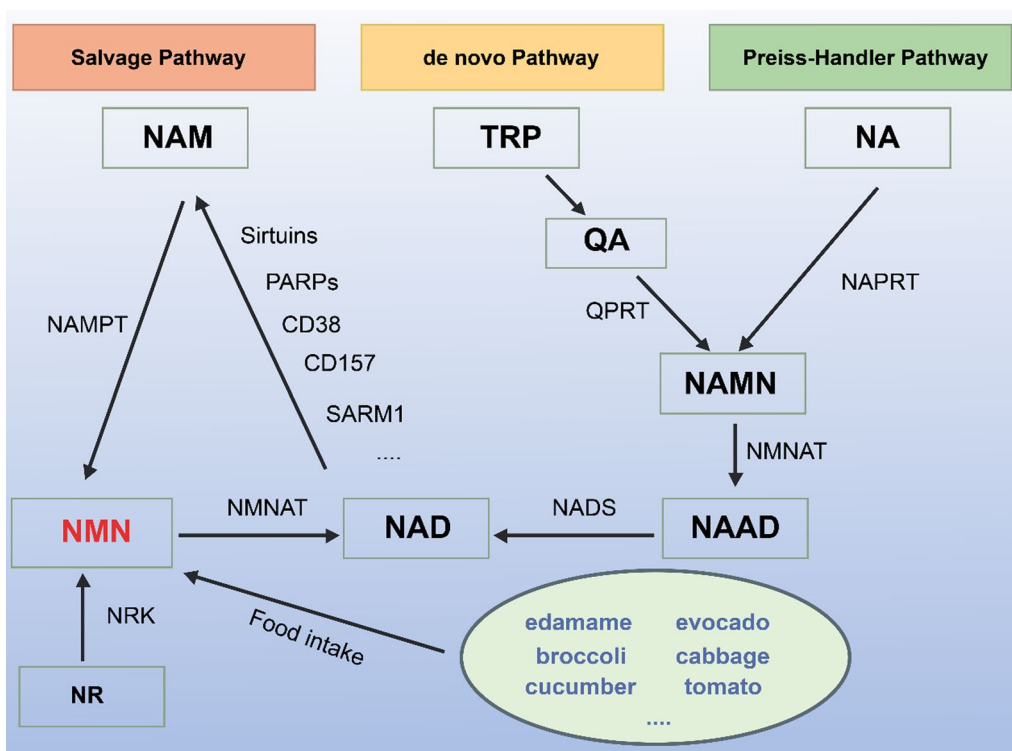 Salvage Pathway
de novo Pathway
Preiss-Handler Pathway
NAM
TRP
NA
Sirtuins
QA
PARPs
NAPRT
QPRT
NAMPT
CD38
CD157
NAMN
SARM1
....
NMNAT
NMNAT
NADS
NMN
NAD
NAAD
Food intake
NRK
NR
edamame evocado
broccoli cabbage
cucumber tomato
....